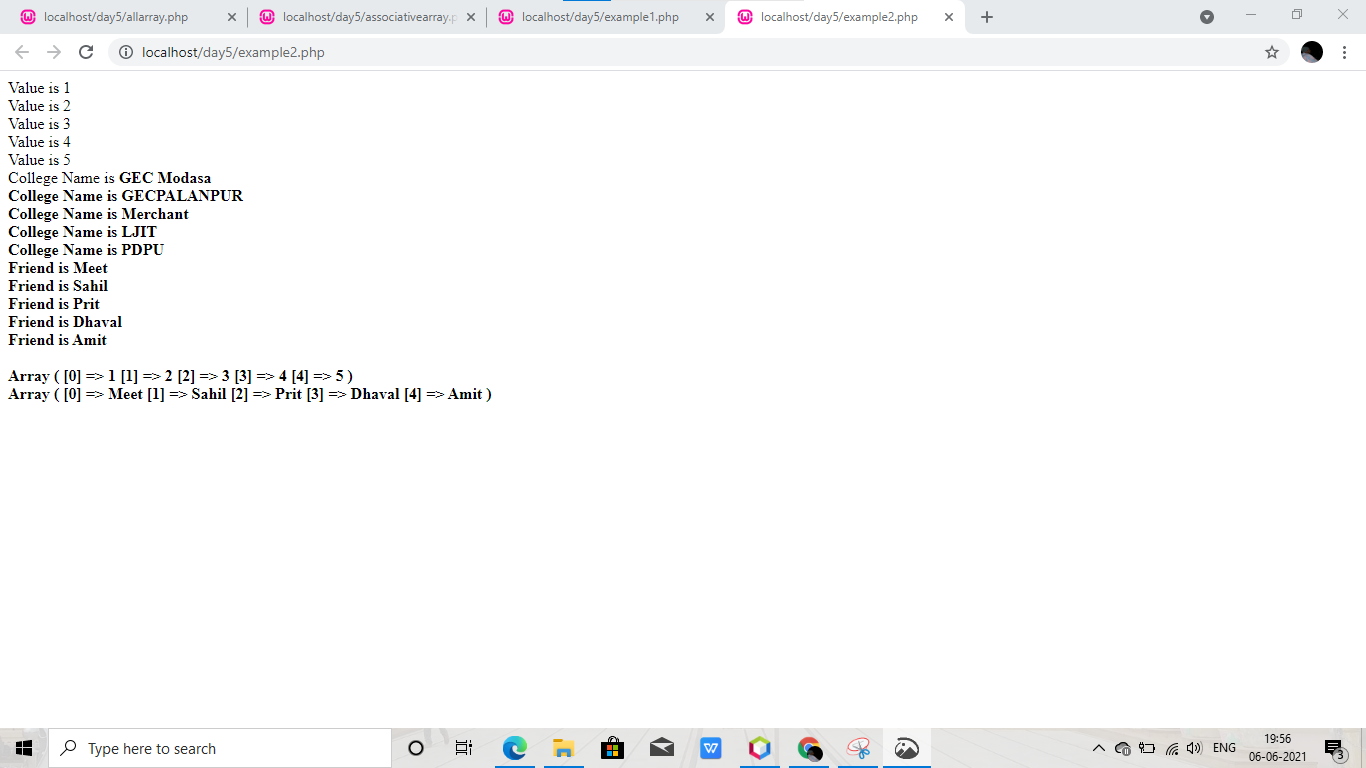 localhost/day5/allarray.php
localhost/day5/associativearray.p
localhost/day5/example1.php
localhost/day5/example2.php
localhost/day5/example2.php
Value is 1
Value is 2
Value is 3
Value is 4
Value is 5
College Name is GEC Modasa
College Name is GECPALANPUR
College Name is Merchant
College Name is LJIT
College Name is PDPU
Friend is Meet
Friend is Sahil
Friend is Prit
Friend is Dhaval
Friend is Amit
Array ( [0] => 1 [1] => 2 [2] => 3 [3] => 4 [4] => 5 )
Array ( [0] => Meet [1] => Sahil [2] => Prit [3] => Dhaval [4] => Amit )
Type here to search
ENG
19:56
06-06-2021
3